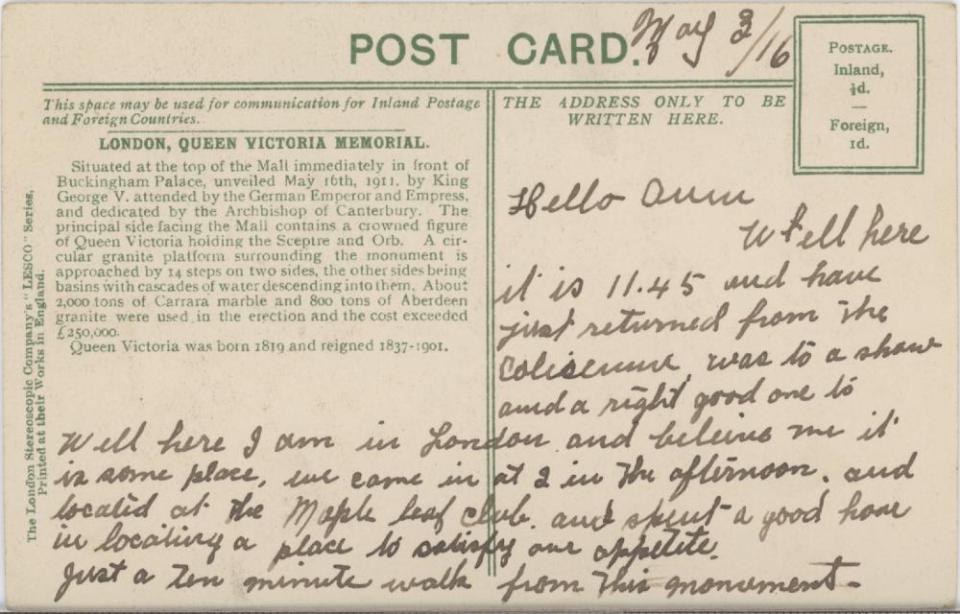 POST CARD.
May 3/16
POSTAGE.
Inland,
½d.
—
Foreign,
1d.
This space may be used for communication for Inland Postage
and Foreign Countries.
THE ADDRESS ONLY TO BE
WRITTEN HERE.
LONDON, QUEEN VICTORIA MEMORIAL.
Situated at the top of the Mall immediately in front of
Buckingham Palace, unveiled May 16th, 1911, by King
George V. attended by the German Emperor and Empress,
and dedicated by the Archbishop of Canterbury. The
principal side facing the Mall contains a crowned figure
of Queen Victoria holding the Sceptre and Orb. A cir-
cular granite platform surrounding the monument is
approached by 14 steps on two sides, the other sides being
basins with cascades of water descending into them. About
2,000 tons of Carrara marble and 800 tons of Aberdeen
granite were used in the erection and the cost exceeded
£250,000.
Queen Victoria was born 1819 and reigned 1837-1901.
The London Stereoscopic Company's "LESCO" Series.
Printed at their Works in England.
Hello
Well here
it is 11.45 and have
just returned from the
Coliseum, was to a show
and a right good one to
Well here I am in London and beleive me it
is some place, we came in at 2 in the afternoon. and
located at the Maple leaf club. and spent a good hour
in locating a place to satisfy our appetite.
Just a ten minute walk from this monument-